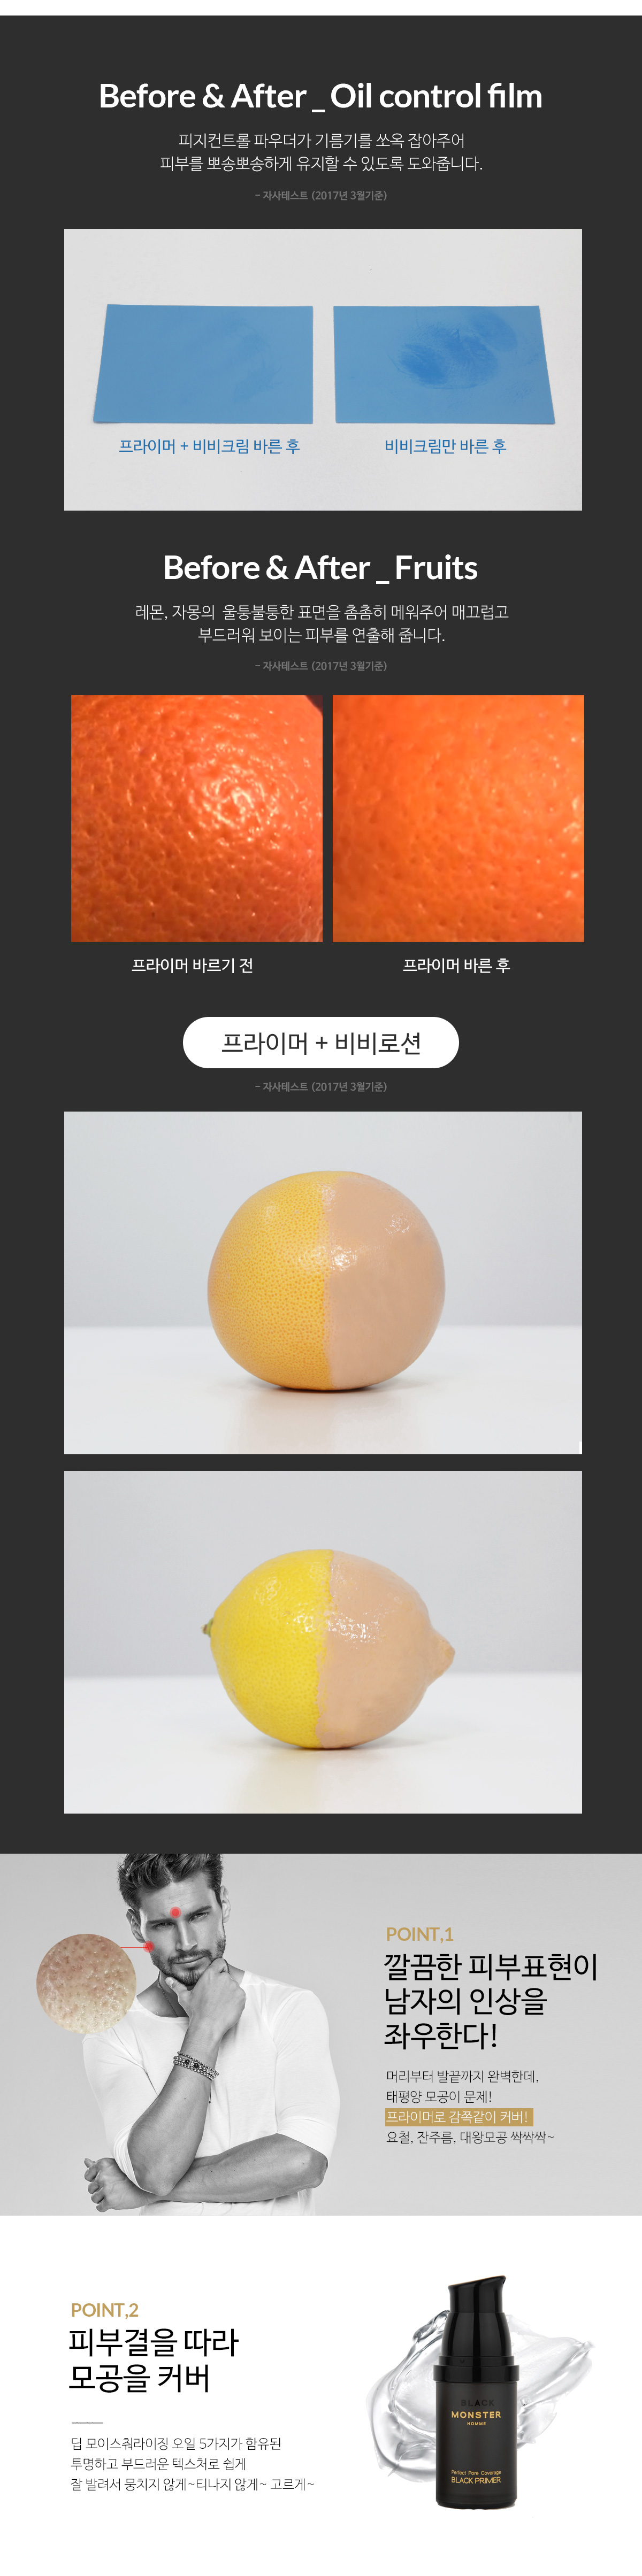 Before & After _ Oil control film
피지컨트롤 파우더가 기름기를 쏘옥 잡아주어
피부를 뽀송뽀송하게 유지할 수 있도록 도와줍니다.
- 자사테스트 (2017년 3월기준)
프라이머 + 비비크림 바른 후
비비크림만 바른 후
Before & After _ Fruits
레몬, 자몽의 울퉁불퉁한 표면을 촘촘히 메워주어 매끄럽고
부드러워 보이는 피부를 연출해 줍니다.
- 자사테스트 (2017년 3월기준)
프라이머 바르기 전
프라이머 바른 후
프라이머 + 비비로션
- 자사테스트 (2017년 3월기준)
POINT,1
깔끔한 피부표현이
남자의 인상을
좌우한다!
머리부터 발끝까지 완벽한데,
태평양 모공이 문제!
프라이머로 감쪽같이 커버!
요철, 잔주름, 대왕모공 싹싹싹~
POINT,2
피부결을 따라
모공을 커버
딥 모이스춰라이징 오일 5가지가 함유된
투명하고 부드러운 텍스처로 쉽게
잘 발려서 뭉치지 않게~티나지 않게~ 고르게~
BLACK
MONSTER
HOMME
Perfect Pore Coverage
BLACK PRIMER